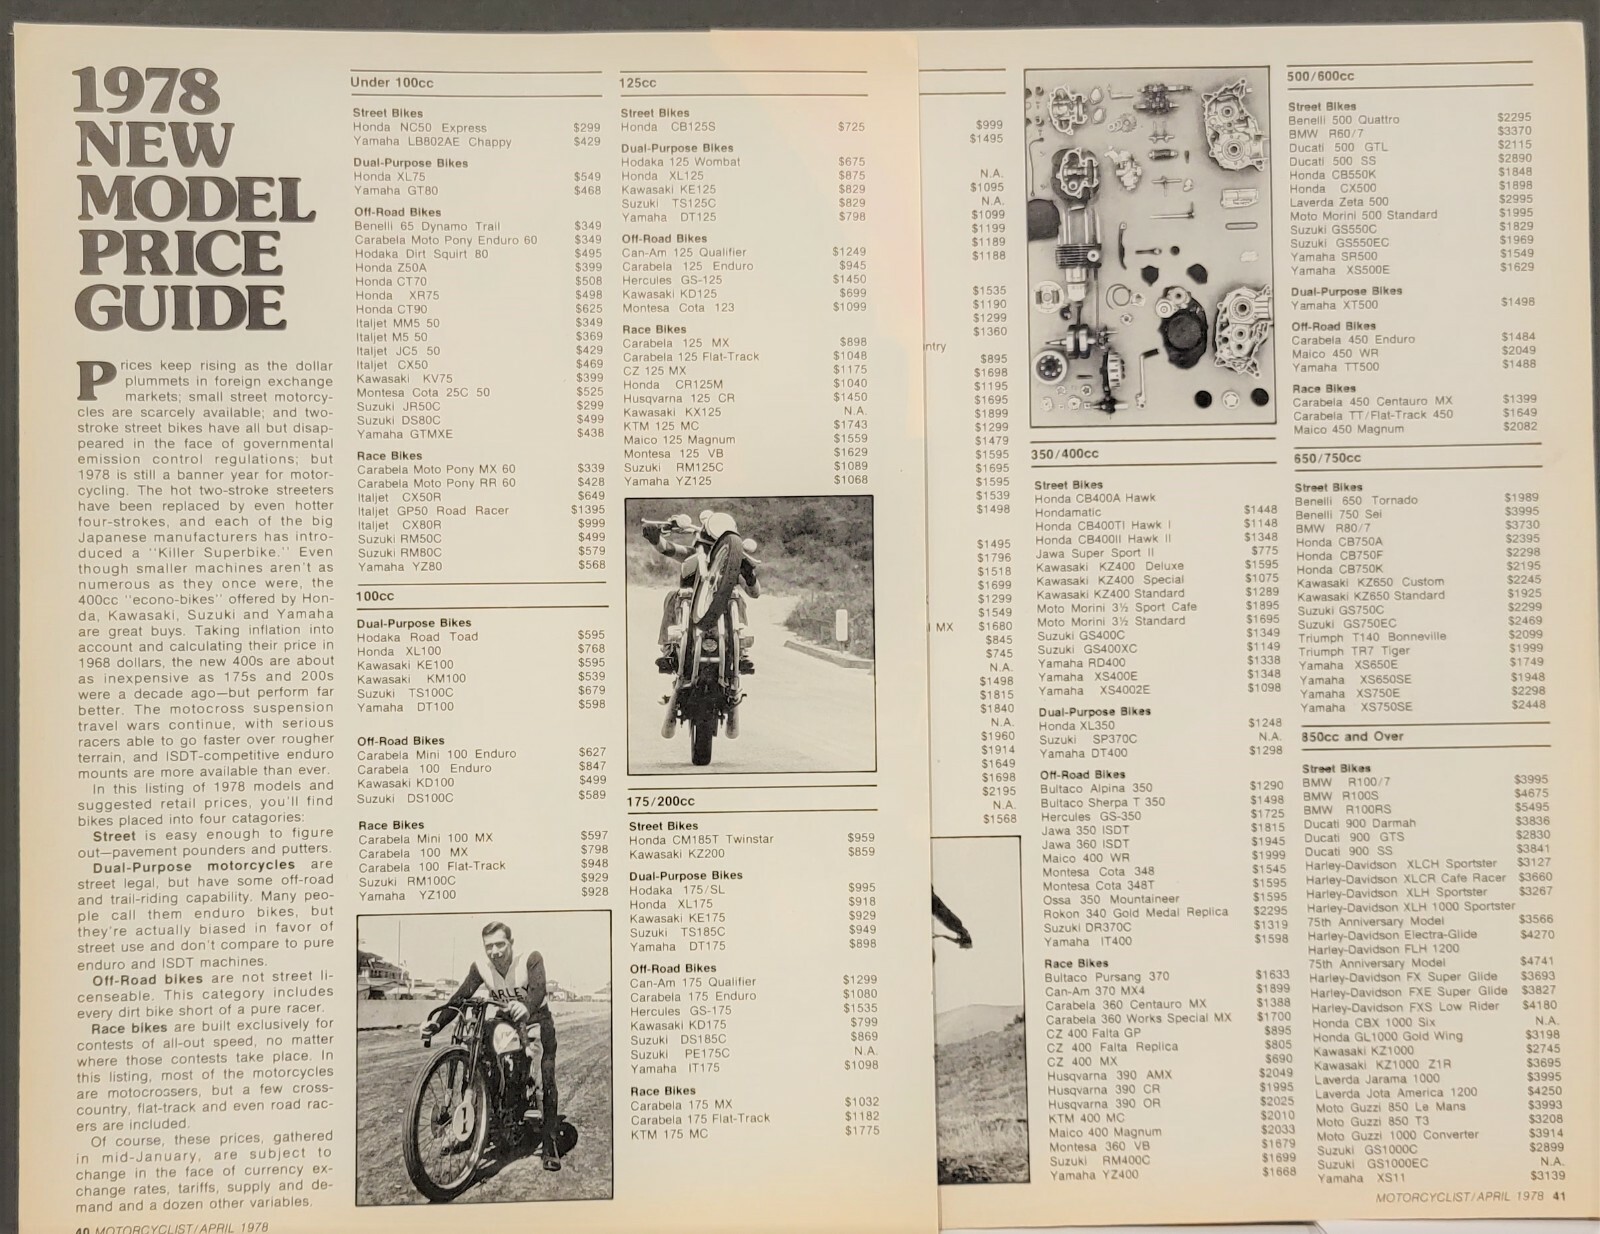 1978
NEW
MODEL
PRICE
GUIDE
Prices keep rising as the dollar
plummets in foreign exchange
markets; small street motorcy-
cles are scarcely available; and two-
stroke street bikes have all but disap-
peared in the face of governmental
emission control regulations; but
1978 is still a banner year for motor-
cycling. The hot two-stroke streeters
have been replaced by even hotter
four-strokes, and each of the big
Japanese manufacturers has intro-
duced a "Killer Superbike." Even
though smaller machines aren't as
numerous as they once were, the
400cc "econo-bikes" offered by Hon-
da, Kawasaki, Suzuki and Yamaha
are great buys. Taking inflation into
account and calculating their price in
1968 dollars, the new 400s are about
as inexpensive as 175s and 200s
were a decade ago—but perform far
better. The motocross suspension
travel wars continue, with serious
racers able to go faster over rougher
terrain, and ISDT-competitive enduro
mounts are more available than ever.
In this listing of 1978 models and
suggested retail prices, you'll find
bikes placed into four catagories:
Street is easy enough to figure
out—pavement pounders and putters.
Dual-Purpose motorcycles are
street legal, but have some off-road
and trail-riding capability. Many peo-
ple call them enduro bikes, but
they're actually biased in favor of
street use and don't compare to pure
enduro and ISDT machines.
Off-Road bikes are not street li-
censeable. This category includes
every dirt bike short of a pure racer.
Race bikes are built exclusively for
contests of all-out speed, no matter
where those contests take place. In
this listing, most of the motorcycles
are motocrossers, but a few cross-
country, flat-track and even road rac-
ers are included.
Of course, these prices, gathered
in mid-January, are subject to
change in the face of currency ex-
change rates, tariffs, supply and de-
mand and a dozen other variables.
40 MOTORCYCLIST/APRIL 1978
Under 100cc
Street Bikes
Honda NC50 Express $299
Yamaha LB802AE Chappy $429
Dual-Purpose Bikes
Honda XL75 $549
Yamaha GT80 $468
Off-Road Bikes
Benelli 65 Dynamo Trail $349
Carabela Moto Pony Enduro 60 $349
Hodaka Dirt Squirt 80 $495
Honda Z50A $399
Honda CT70 $508
Honda XR75 $498
Honda CT90 $625
Italjet MM5 50 $349
Italjet M5 50 $369
Italjet JC5 50 $429
Italjet CX50 $469
Kawasaki KV75 $399
Montesa Cota 25C 50 $525
Suzuki JR50C $299
Suzuki DS80C $499
Yamaha GTMXE $438
Race Bikes
Carabela Moto Pony MX 60 $339
Carabela Moto Pony RR 60 $428
Italjet CX50R $649
Italjet GP50 Road Racer $1395
Italjet CX80R $999
Suzuki RM50C $499
Suzuki RM80C $579
Yamaha YZ80 $568
100cc
Dual-Purpose Bikes
Hodaka Road Toad $595
Honda XL100 $768
Kawasaki KE100 $595
Kawasaki KM100 $539
Suzuki TS100C $679
Yamaha DT100 $598
Off-Road Bikes
Carabela Mini 100 Enduro $627
Carabela 100 Enduro $847
Kawasaki KD100 $499
Suzuki DS100C $589
Race Bikes
Carabela Mini 100 MX $597
Carabela 100 MX $798
Carabela 100 Flat-Track $948
Suzuki RM100C $929
Yamaha YZ100 $928
ARLEY
1
125cc
Street Bikes
Honda CB125S $725
Dual-Purpose Bikes
Hodaka 125 Wombat $675
Honda XL125 $875
Kawasaki KE125 $829
Suzuki TS125C $829
Yamaha DT125 $798
Off-Road Bikes
Can-Am 125 Qualifier $1249
Carabela 125 Enduro $945
Hercules GS-125 $1450
Kawasaki KD125 $699
Montesa Cota 123 $1099
Race Bikes
Carabela 125 MX $898
Carabela 125 Flat-Track $1048
CZ 125 MX $1175
Honda CR125M $1040
Husqvarna 125 CR $1450
Kawasaki KX125 N.A.
KTM 125 MC $1743
Maico 125 Magnum $1559
Montesa 125 VB $1629
Suzuki RM125C $1089
Yamaha YZ125 $1068
175/200cc
Street Bikes
Honda CM185T Twinstar $959
Kawasaki KZ200 $859
Dual-Purpose Bikes
Hodaka 175/SL $995
Honda XL175 $918
Kawasaki KE175 $929
Suzuki TS185C $949
Yamaha DT175 $898
Off-Road Bikes
Can-Am 175 Qualifier $1299
Carabela 175 Enduro $1080
Hercules GS-175 $1535
Kawasaki KD175 $799
Suzuki DS185C $869
Suzuki PE175C N.A.
Yamaha IT175 $1098
Race Bikes
Carabela 175 MX $1032
Carabela 175 Flat-Track $1182
KTM 175 MC $1775
$999
$1495
N.A.
$1095
N.A.
$1099
$1199
$1189
$1188
$1535
$1190
$1299
$1360
ntry
$895
$1698
$1195
$1695
$1899
$1299
$1479
$1595
$1695
$1595
$1539
$1498
$1495
$1796
$1518
$1699
$1299
$1549
MX $1680
$845
$745
N.A.
$1498
$1815
$1840
N.A.
$1960
$1914
$1649
$1698
$2195
N.A.
$1568
350/400cc
Street Bikes
Honda CB400A Hawk
Hondamatic $1448
Honda CB400TI Hawk I $1148
Honda CB400II Hawk II $1348
Jawa Super Sport II $775
Kawasaki KZ400 Deluxe $1595
Kawasaki KZ400 Special $1075
Kawasaki KZ400 Standard $1289
Moto Morini 3½ Sport Cafe $1895
Moto Morini 3½ Standard $1695
Suzuki GS400C $1349
Suzuki GS400XC $1149
Yamaha RD400 $1338
Yamaha XS400E $1348
Yamaha XS4002E $1098
Dual-Purpose Bikes
Honda XL350 $1248
Suzuki SP370C N.A.
Yamaha DT400 $1298
Off-Road Bikes
Bultaco Alpina 350 $1290
Bultaco Sherpa T 350 $1498
Hercules GS-350 $1725
Jawa 350 ISDT $1815
Jawa 360 ISDT $1945
Maico 400 WR $1999
Montesa Cota 348 $1545
Montesa Cota 348T $1595
Ossa 350 Mountaineer $1595
Rokon 340 Gold Medal Replica $2295
Suzuki DR370C $1319
Yamaha IT400 $1598
Race Bikes
Bultaco Pursang 370 $1633
Can-Am 370 MX4 $1899
Carabela 360 Centauro MX $1388
Carabela 360 Works Special MX $1700
CZ 400 Falta GP $895
CZ 400 Falta Replica $805
CZ 400 MX $690
Husqvarna 390 AMX $2049
Husqvarna 390 CR $1995
Husqvarna 390 OR $2025
KTM 400 MC $2010
Maico 400 Magnum $2033
Montesa 360 VB $1679
Suzuki RM400C $1699
Yamaha YZ400 $1668
500/600cc
Street Bikes
Benelli 500 Quattro $2295
BMW R60/7 $3370
Ducati 500 GTL $2115
Ducati 500 SS $2890
Honda CB550K $1848
Honda CX500 $1898
Laverda Zeta 500 $2995
Moto Morini 500 Standard $1995
Suzuki GS550C $1829
Suzuki GS550EC $1969
Yamaha SR500 $1549
Yamaha XS500E $1629
Dual-Purpose Bikes
Yamaha XT500 $1498
Off-Road Bikes
Carabela 450 Enduro $1484
Maico 450 WR $2049
Yamaha TT500 $1488
Race Bikes
Carabela 450 Centauro MX $1399
Carabela TT/Flat-Track 450 $1649
Maico 450 Magnum $2082
650/750cc
Street Bikes
Benelli 650 Tornado $1989
Benelli 750 Sei $3995
BMW R80/7 $3730
Honda CB750A $2395
Honda CB750F $2298
Honda CB750K $2195
Kawasaki KZ650 Custom $2245
Kawasaki KZ650 Standard $1925
Suzuki GS750C $2299
Suzuki GS750EC $2469
Triumph T140 Bonneville $2099
Triumph TR7 Tiger $1999
Yamaha XS650E $1749
Yamaha XS650SE $1948
Yamaha XS750E $2298
Yamaha XS750SE $2448
850cc and Over
Street Bikes
BMW R100/7 $3995
BMW R100S $4675
BMW R100RS $5495
Ducati 900 Darmah $3836
Ducati 900 GTS $2830
Ducati 900 SS $3841
Harley-Davidson XLCH Sportster $3127
Harley-Davidson XLCR Cafe Racer $3660
Harley-Davidson XLH Sportster $3267
Harley-Davidson XLH 1000 Sportster
75th Anniversary Model $3566
Harley-Davidson Electra-Glide $4270
Harley-Davidson FLH 1200
75th Anniversary Model $4741
Harley-Davidson FX Super Glide $3693
Harley-Davidson FXE Super Glide $3827
Harley-Davidson FXS Low Rider $4180
Honda CBX 1000 Six N.A.
Honda GL1000 Gold Wing $3198
Kawasaki KZ1000 $2745
Kawasaki KZ1000 Z1R $3695
Laverda Jarama 1000 $3995
Laverda Jota America 1200 $4250
Moto Guzzi 850 Le Mans $3993
Moto Guzzi 850 T3 $3208
Moto Guzzi 1000 Converter $3914
Suzuki GS1000C $2899
Suzuki GS1000EC N.A.
Yamaha XS11 $3139
MOTORCYCLIST/APRIL 1978 41